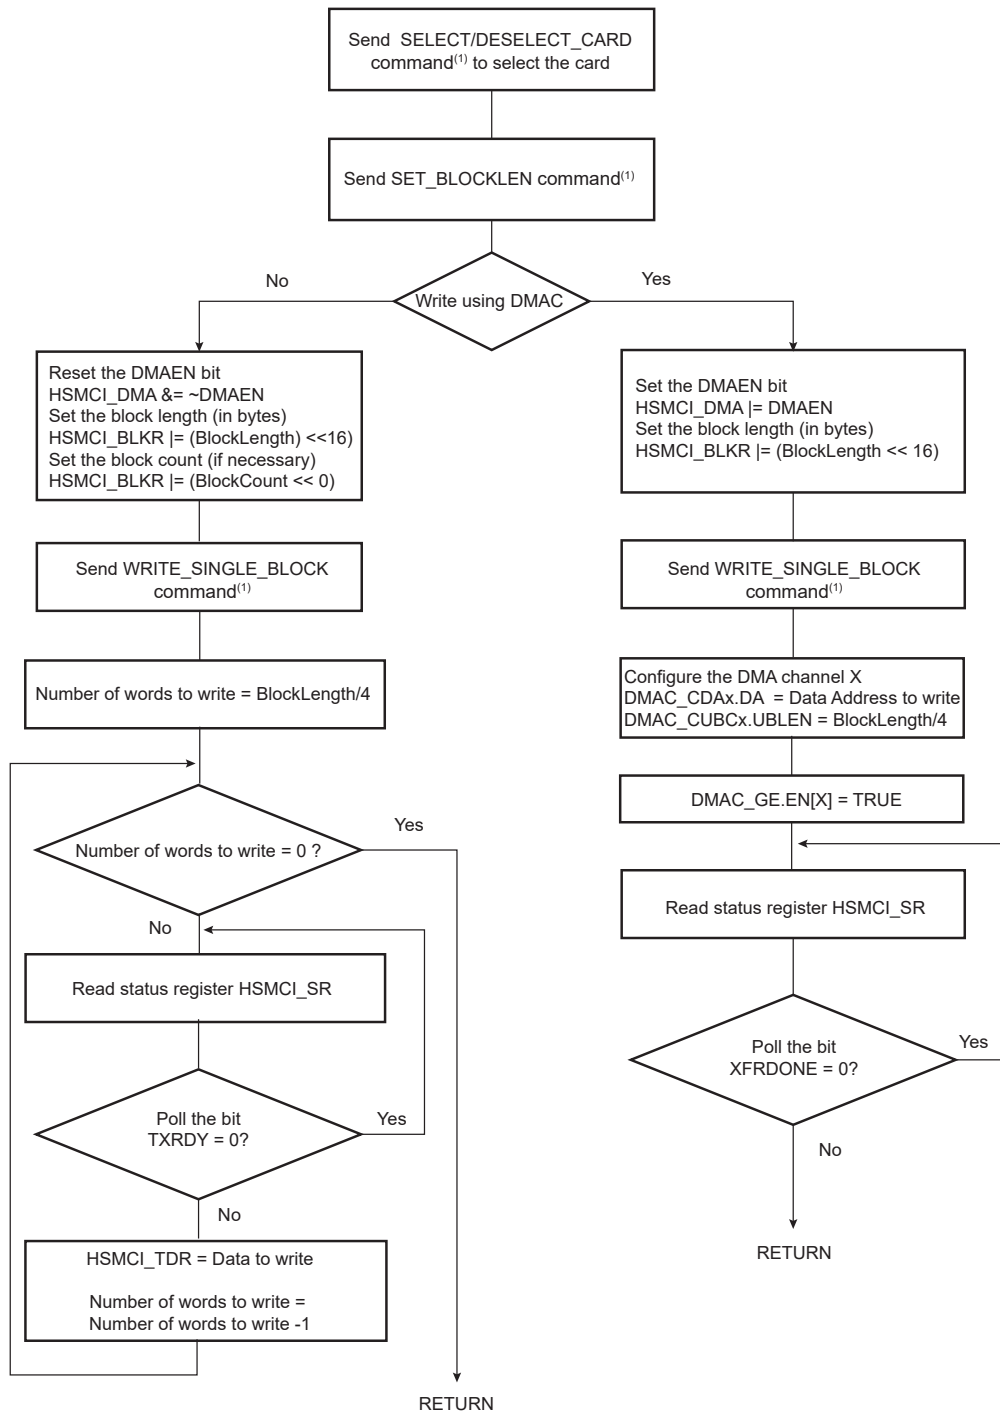 Send SELECT/DESELECT_CARD
command(1) to select the card
Send SET_BLOCKLEN command(1)
No
Yes
Write using DMAC
Reset the DMAEN bit
HSMCI_DMA &= ~DMAEN
Set the block length (in bytes)
HSMCI_BLKR |= (BlockLength) <<16)
Set the block count (if necessary)
HSMCI_BLKR |= (BlockCount << 0)
Send WRITE_SINGLE_BLOCK
command(1)
Number of words to write = BlockLength/4
Number of words to write = 0 ?
Yes
No
Read status register HSMCI_SR
Poll the bit
TXRDY = 0?
Yes
No
HSMCI_TDR = Data to write
Number of words to write =
Number of words to write -1
RETURN
Set the DMAEN bit
HSMCI_DMA |= DMAEN
Set the block length (in bytes)
HSMCI_BLKR |= (BlockLength << 16)
Send WRITE_SINGLE_BLOCK
command(1)
Configure the DMA channel X
DMAC_CDAx.DA = Data Address to write
DMAC_CUBCx.UBLEN = BlockLength/4
DMAC_GE.EN[X] = TRUE
Read status register HSMCI_SR
Poll the bit
XFRDONE = 0?
Yes
No
RETURN